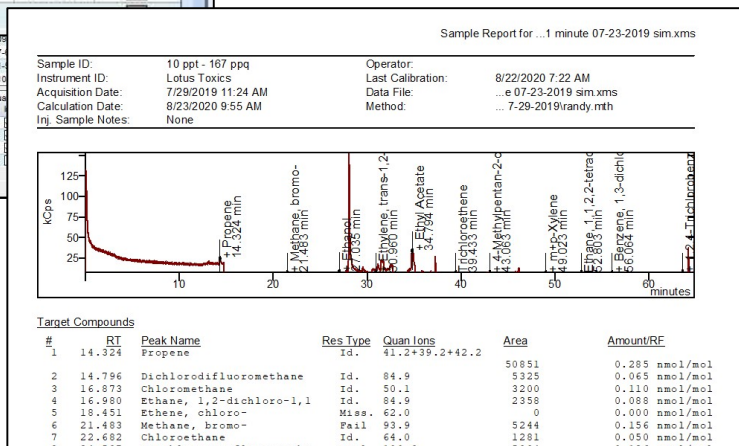 Sample Report for ...1 minute 07-23-2019 sim.xms
Sample ID: 10 ppt - 167 ppq Operator:
Instrument ID: Lotus Toxics Last Calibration: 8/22/2020 7:22 AM
Acquisition Date: 7/29/2019 11:24 AM Data File: ...e 07-23-2019 sim.xms
Calculation Date: 8/23/2020 9:55 AM Method: ... 7-29-2019\randy.mth
Inj. Sample Notes: None
kCps
125
100
75
50
25
+ Propene
14.324 min
+ Methane, bromo-
21.483 min
Ethanol
7.035 min
Ethylene, trans-1,2-
30.960 min
+ Ethyl Acetate
34.794 min
Trichloroethene
39.433 min
+ 4-Methylpentan-2-o
43.063 min
+ m+p-Xylene
49.023 min
Ethane, 1,1,2,2-tetrac
52.803 min
+ Benzene, 1,3-dichlo
56.064 min
2,4-Trichlrobenz
10 20 30 40 50 60
minutes
Target Compounds
# RT Peak Name Res Type Quan Ions Area Amount/RF
1 14.324 Propene Id. 41.2+39.2+42.2
50851 0.285 nmol/mol
2 14.796 Dichlorodifluoromethane Id. 84.9 5325 0.065 nmol/mol
3 16.873 Chloromethane Id. 50.1 3200 0.110 nmol/mol
4 16.980 Ethane, 1,2-dichloro-1,1 Id. 84.9 2358 0.088 nmol/mol
5 18.451 Ethene, chloro- Miss. 62.0 0 0.000 nmol/mol
6 21.483 Methane, bromo- Fail 93.9 5244 0.156 nmol/mol
7 22.682 Chloroethane Id. 64.0 1281 0.050 nmol/mol